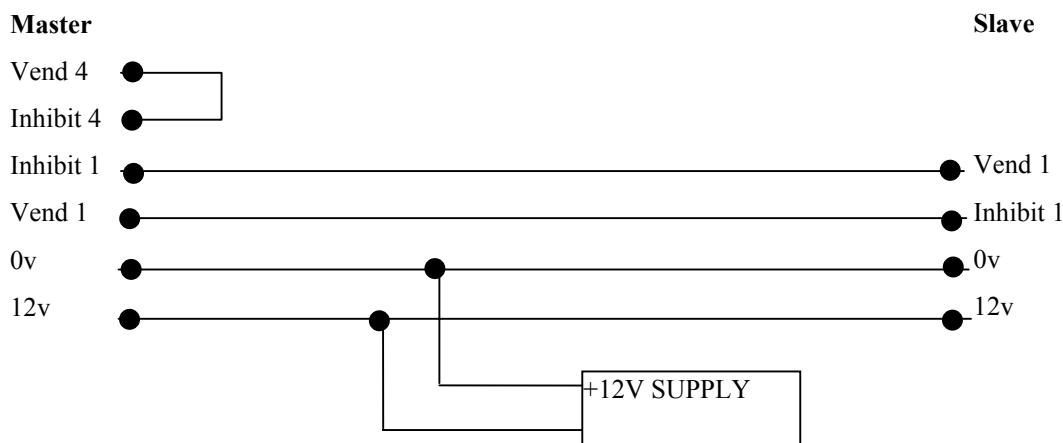 Master Slave
Vend 4
Inhibit 4
Inhibit 1 Vend 1
Vend 1 Inhibit 1
0v 0v
12v 12v
+12V SUPPLY